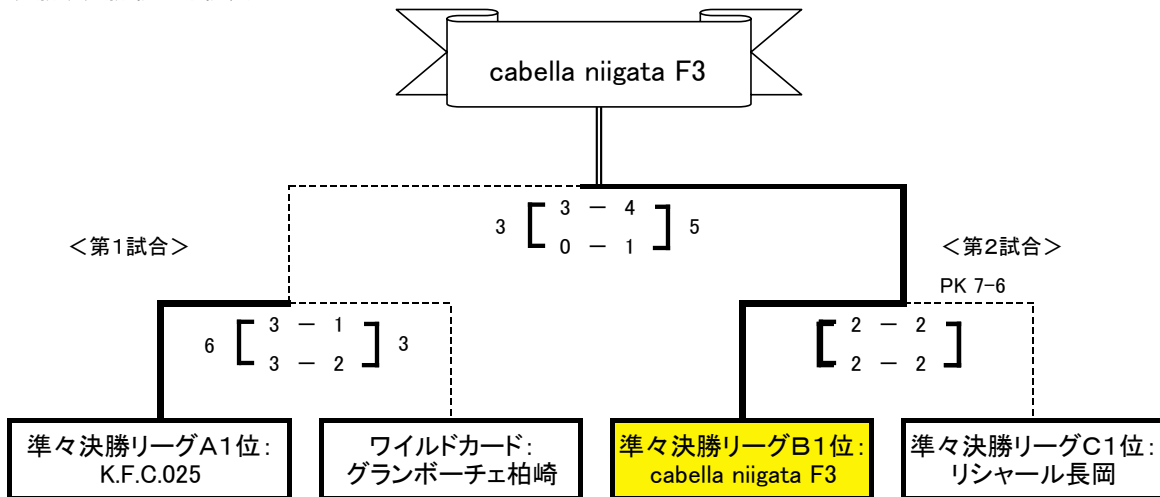 cabella niigata F3
3 － 4
3 5
0 － 1
＜第1試合＞
＜第2試合＞
PK 7-6
3 － 1
6 3
3 － 2
2 － 2
2 － 2
準々決勝リーグA1位：
K.F.C.025
ワイルドカード：
グランボーチェ柏崎
準々決勝リーグB1位：
cabella niigata F3
準々決勝リーグC1位：
リシャール長岡